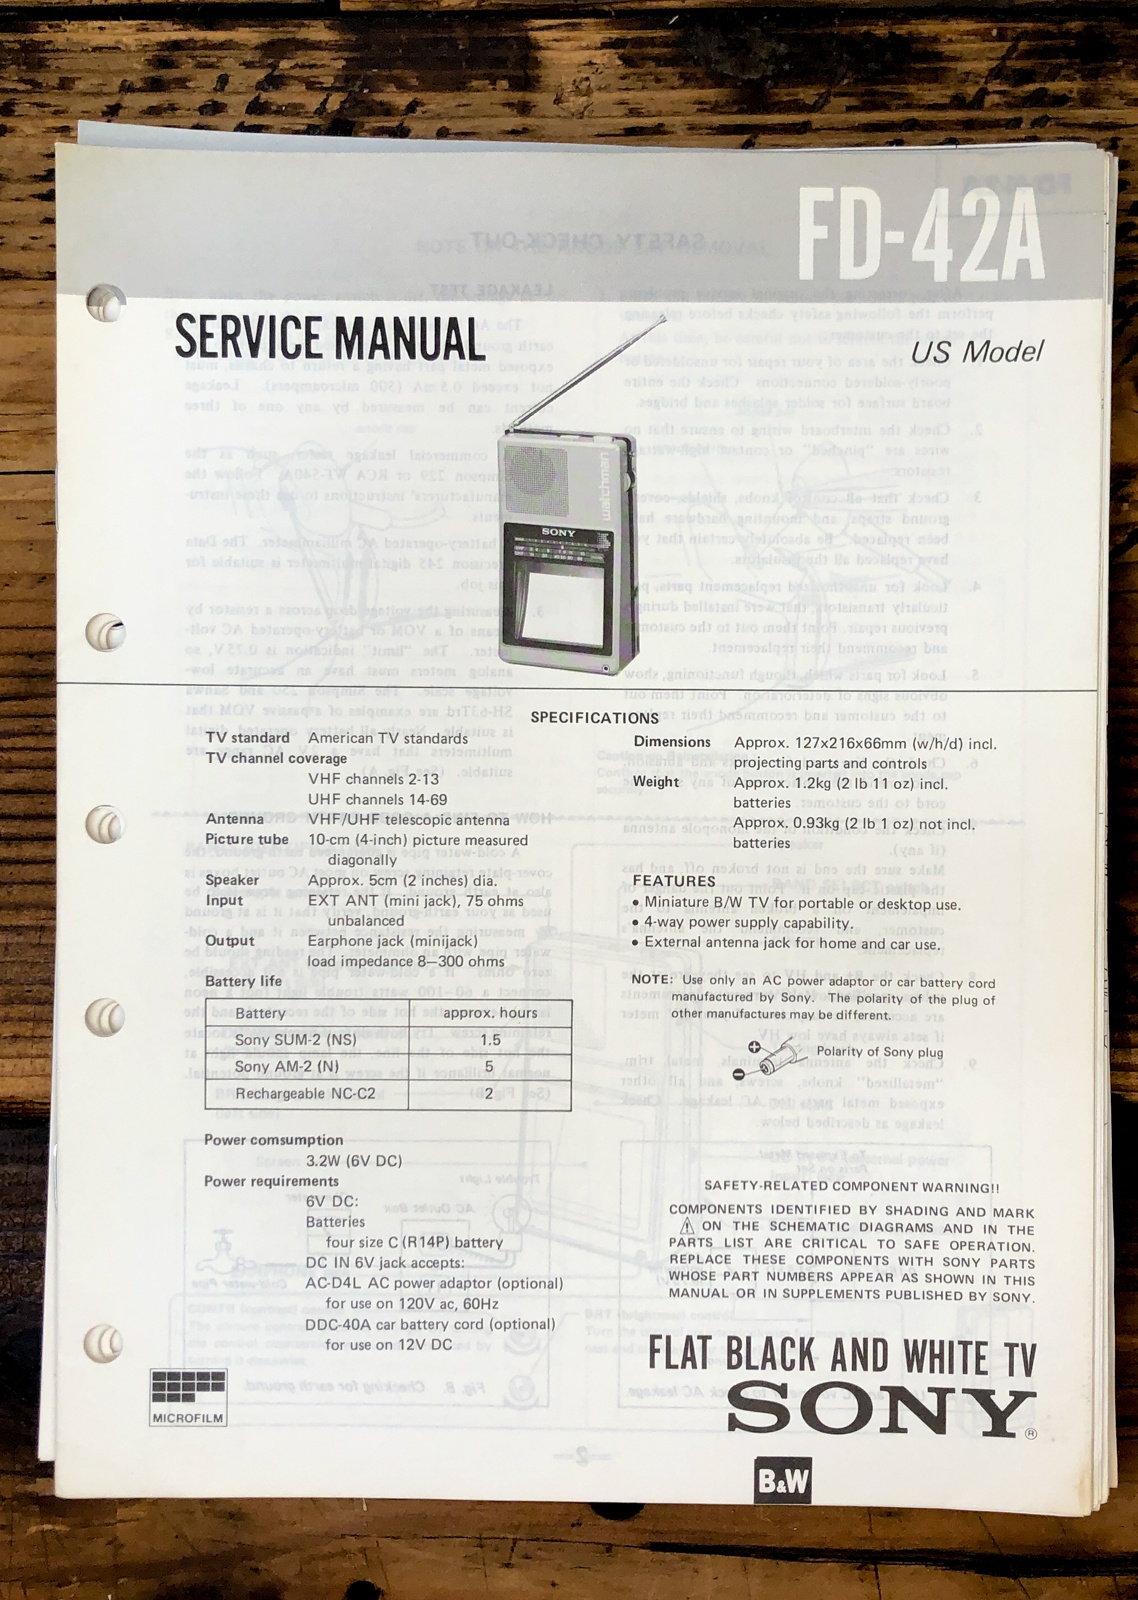 FD-42A
SERVICE MANUAL
US Model
watchman
SONY
SPECIFICATIONS
TV standard American TV standards
TV channel coverage
VHF channels 2-13
UHF channels 14-69
Antenna VHF/UHF telescopic antenna
Picture tube 10-cm (4-inch) picture measured
diagonally
Speaker Approx. 5cm (2 inches) dia.
Input EXT ANT (mini jack), 75 ohms
unbalanced
Output Earphone jack (minijack)
load impedance 8–300 ohms
Battery life
Battery approx. hours
Sony SUM-2 (NS) 1.5
Sony AM-2 (N) 5
Rechargeable NC-C2 2
Power comsumption
3.2W (6V DC)
Power requirements
6V DC:
Batteries
four size C (R14P) battery
DC IN 6V jack accepts:
AC-D4L AC power adaptor (optional)
for use on 120V ac, 60Hz
DDC-40A car battery cord (optional)
for use on 12V DC
MICROFILM
Dimensions Approx. 127x216x66mm (w/h/d) incl.
projecting parts and controls
Weight Approx. 1.2kg (2 lb 11 oz) incl.
batteries
Approx. 0.93kg (2 lb 1 oz) not incl.
batteries
FEATURES
• Miniature B/W TV for portable or desktop use.
• 4-way power supply capability.
• External antenna jack for home and car use.
NOTE: Use only an AC power adaptor or car battery cord
manufactured by Sony. The polarity of the plug of
other manufactures may be different.
Polarity of Sony plug
SAFETY-RELATED COMPONENT WARNING!!
COMPONENTS IDENTIFIED BY SHADING AND MARK
⚠ ON THE SCHEMATIC DIAGRAMS AND IN THE
PARTS LIST ARE CRITICAL TO SAFE OPERATION.
REPLACE THESE COMPONENTS WITH SONY PARTS
WHOSE PART NUMBERS APPEAR AS SHOWN IN THIS
MANUAL OR IN SUPPLEMENTS PUBLISHED BY SONY.
FLAT BLACK AND WHITE TV
SONY®
B&W